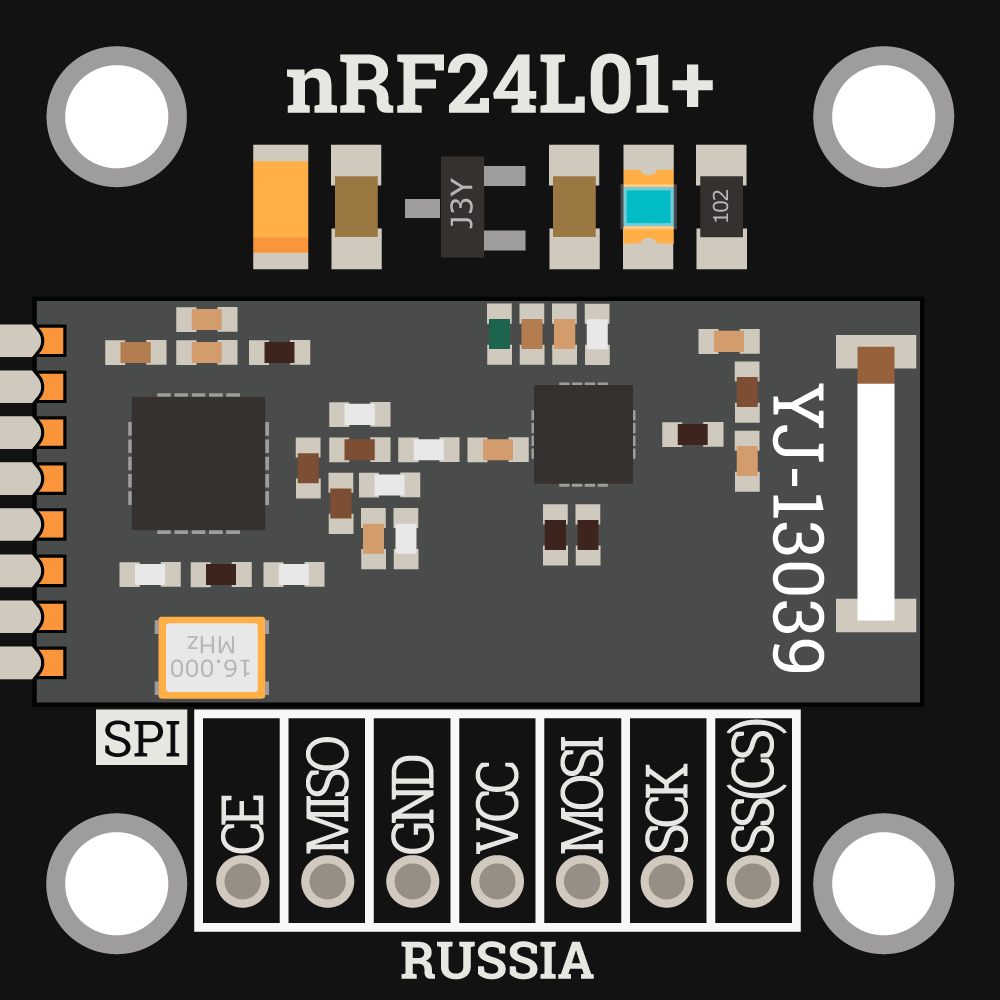 nRF24L01+
J3Y
102
YJ-13039
16.000
MHz
SPI
CE
MISO
GND
VCC
MOSI
SCK
SS(CS)
RUSSIA